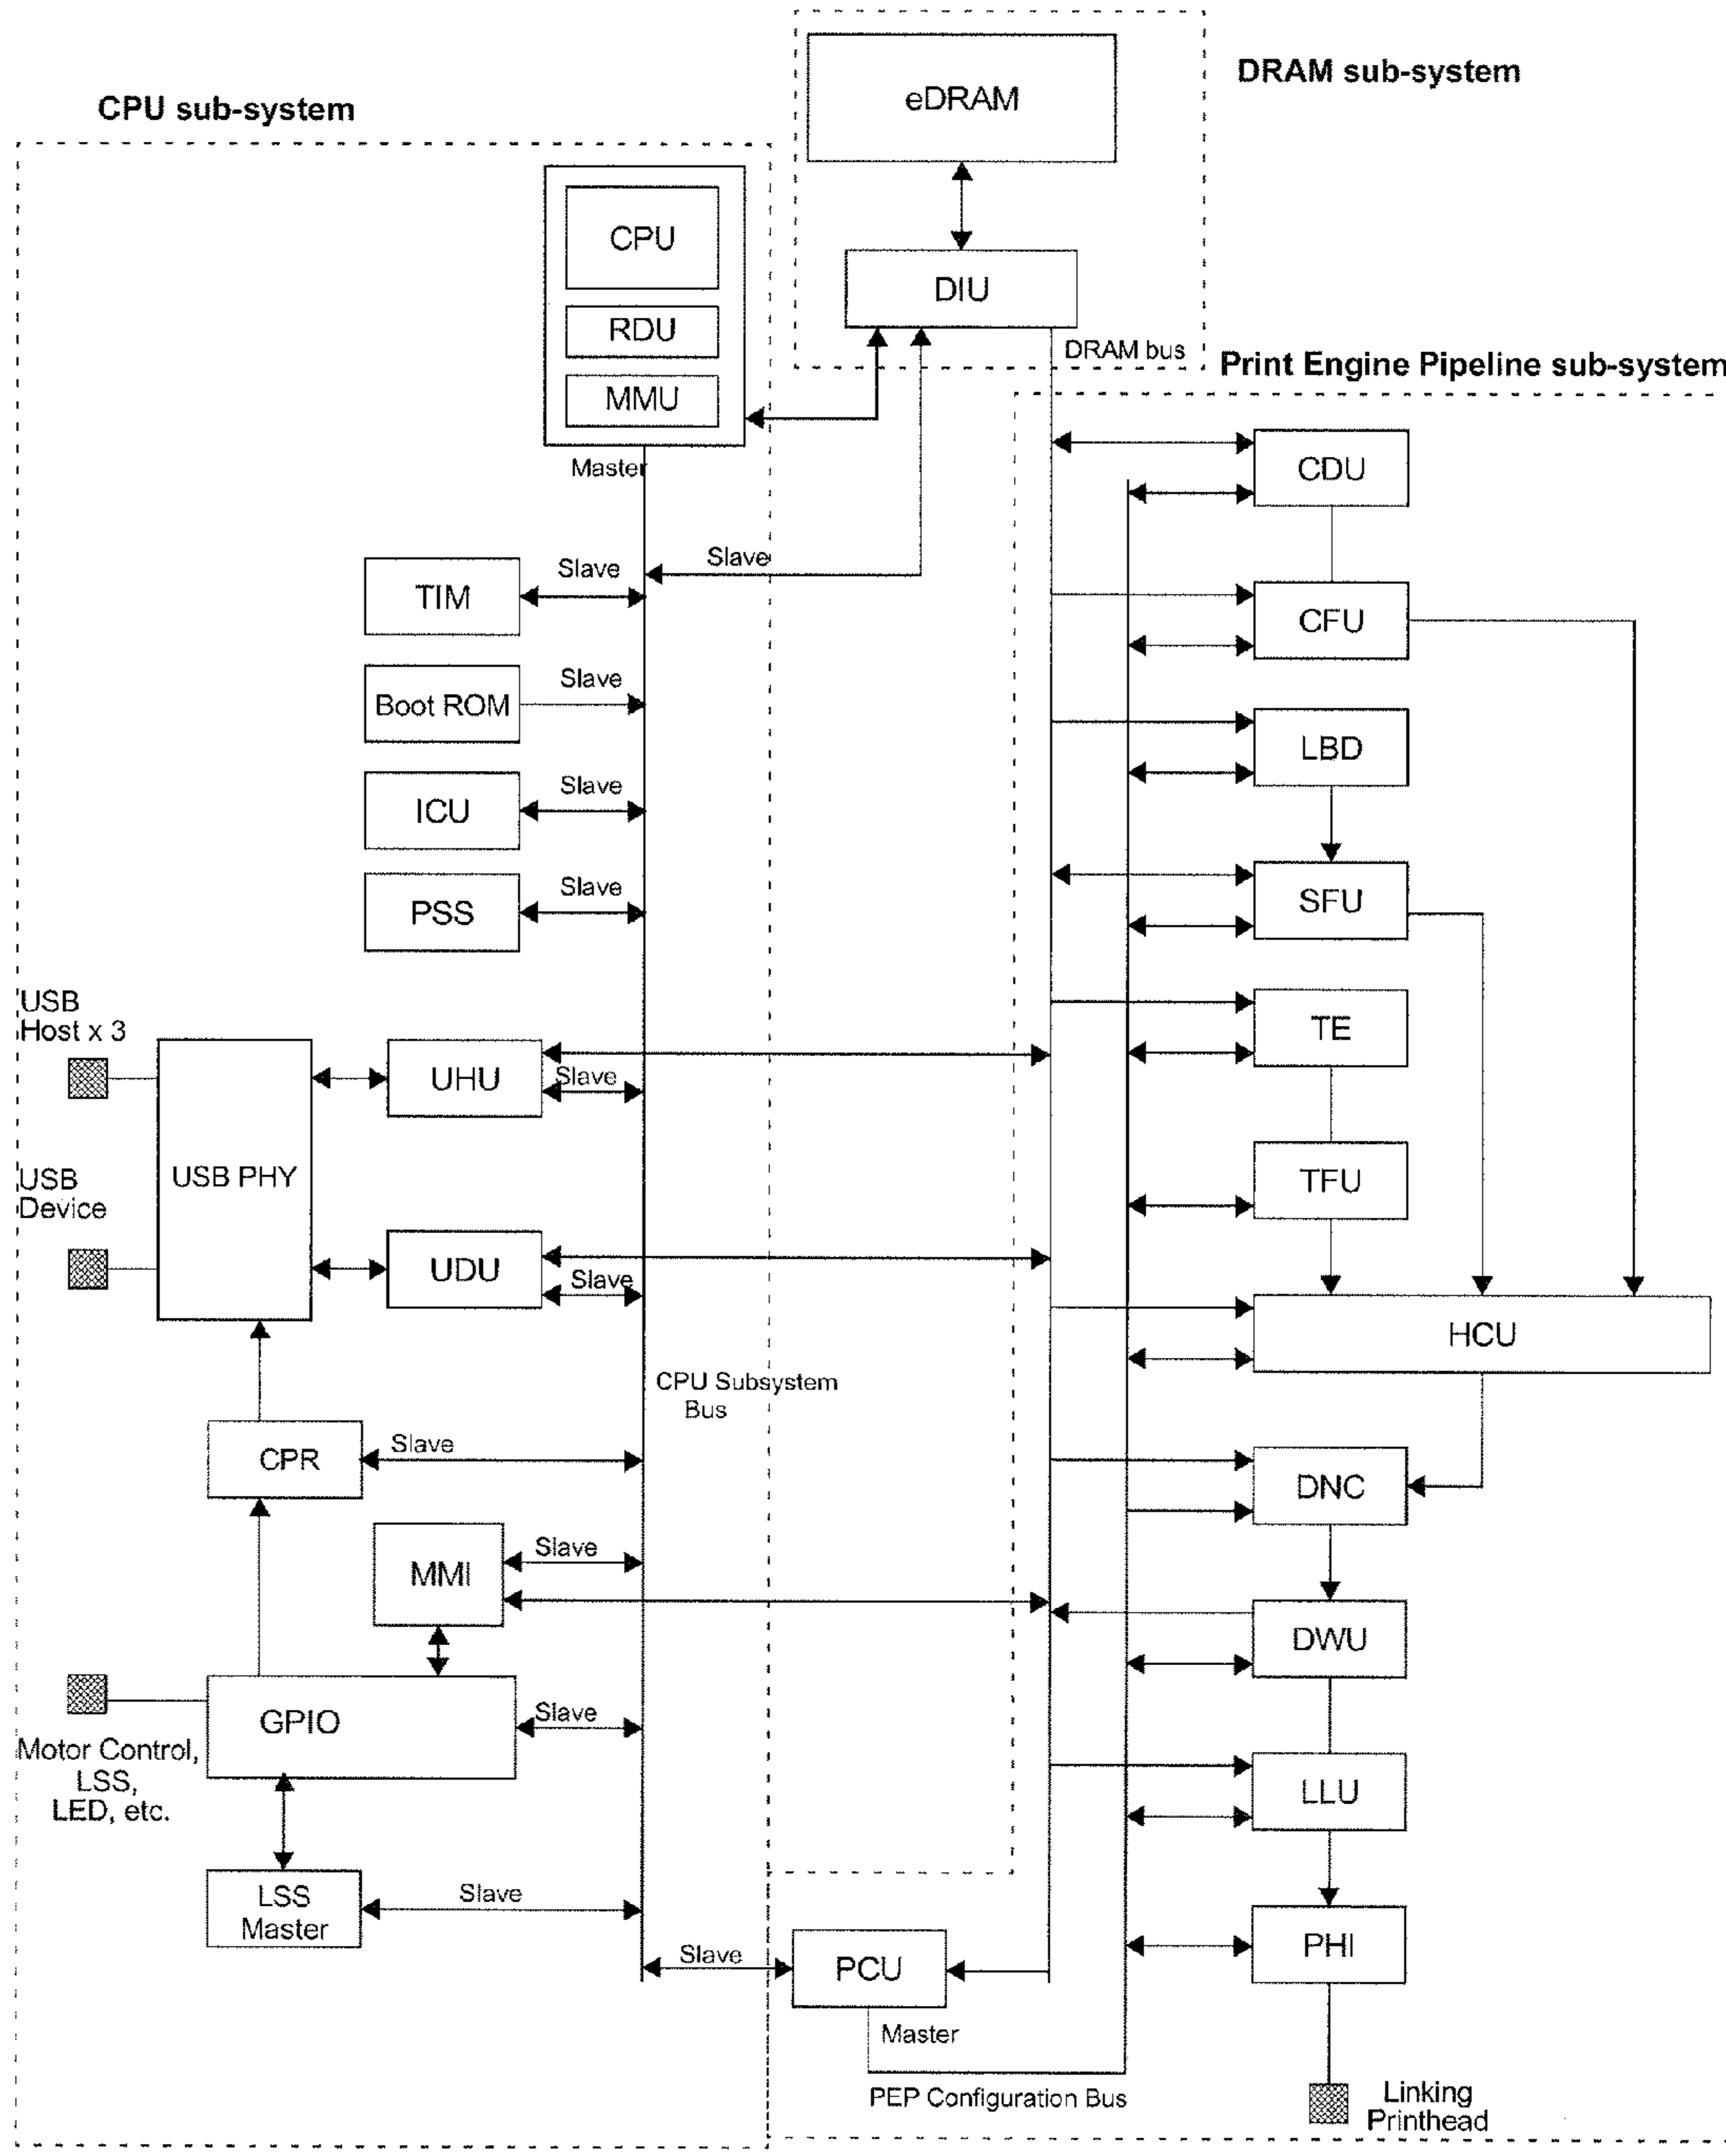 DRAM sub-system
CPU sub-system
eDRAM
CPU
DIU
RDU
DRAM bus
Print Engine Pipeline sub-system
MMU
Master
CDU
Slave
Slave
TIM
CFU
Slave
Boot ROM
LBD
Slave
ICU
Slave
PSS
SFU
USB
Host x 3
TE
UHU
Slave
USB PHY
USB
Device
TFU
UDU
Slave
HCU
CPU Subsystem
Bus
CPR
Slave
DNC
MMI
Slave
DWU
GPIO
Slave
Motor Control,
LSS,
LED, etc.
LLU
LSS
Master
Slave
PHI
Slave
PCU
Master
PEP Configuration Bus
Linking
Printhead